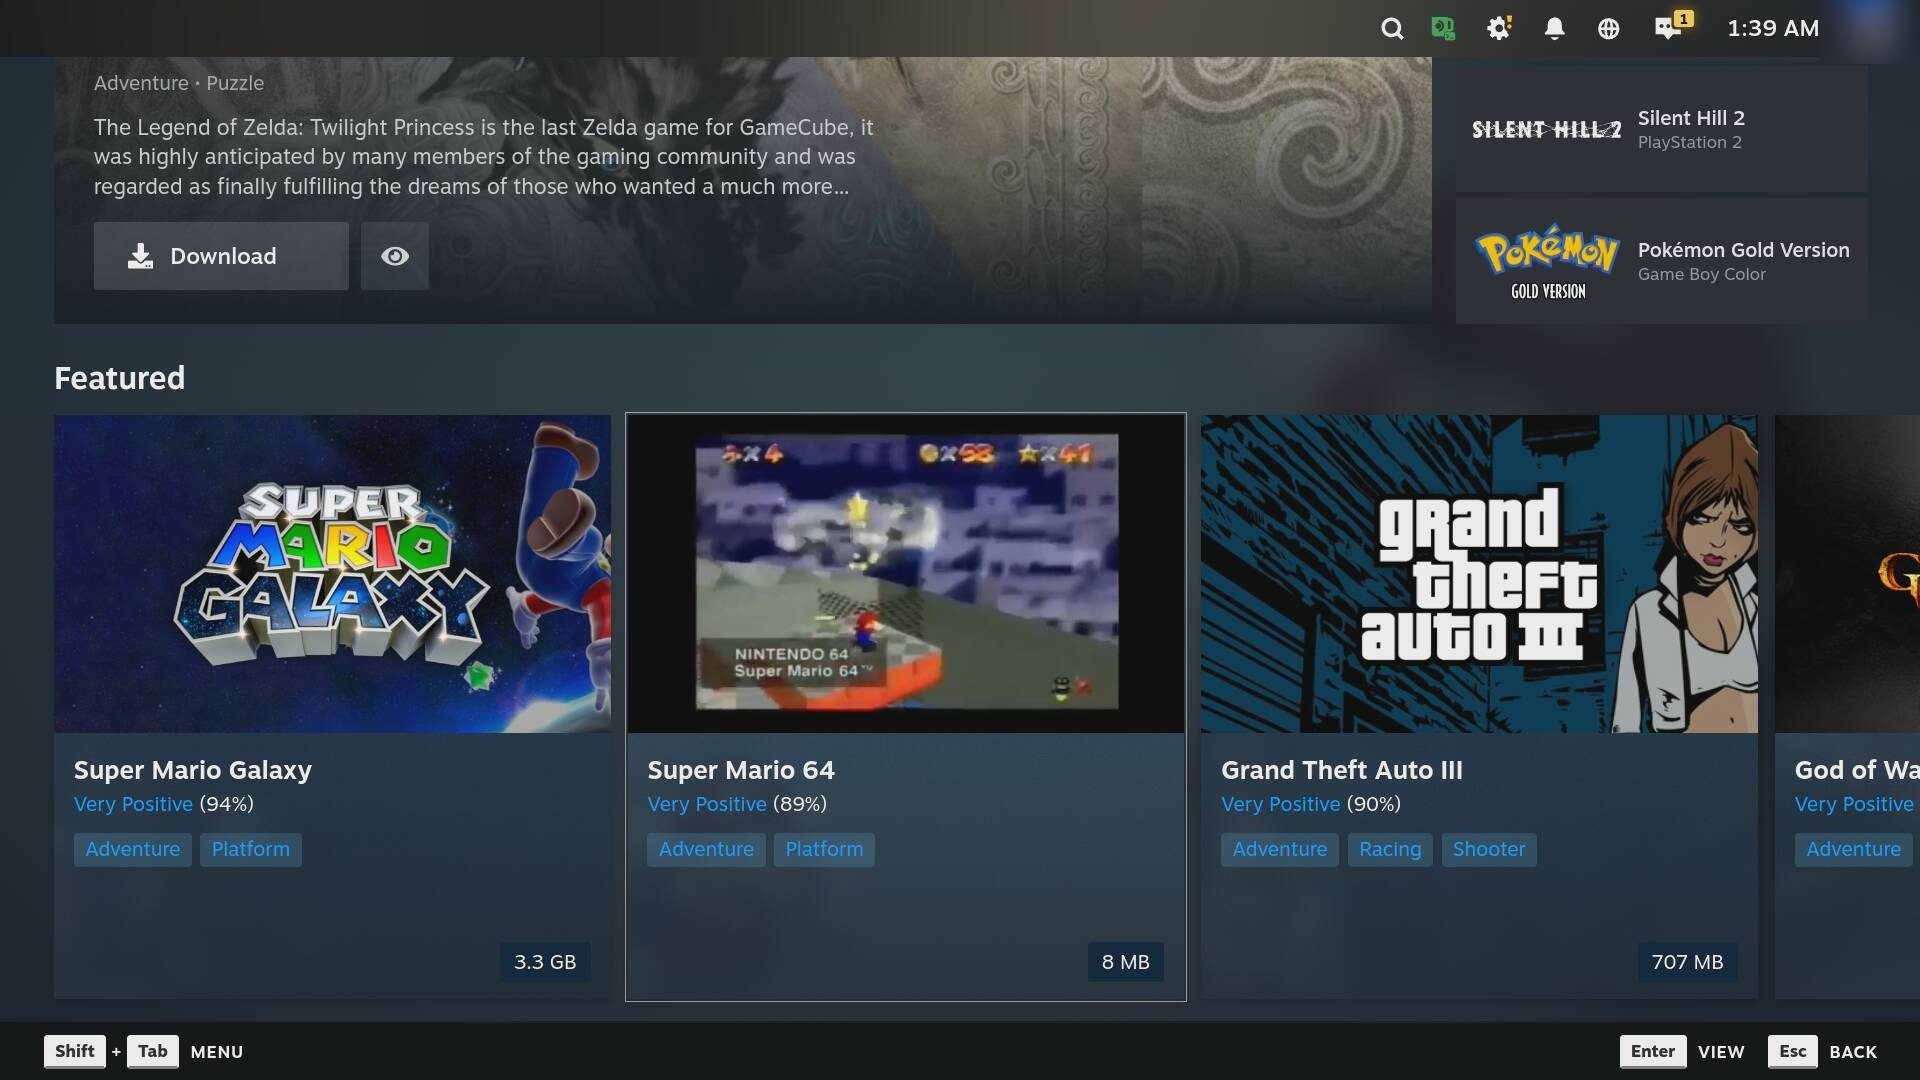 1
1:39 AM
Adventure · Puzzle
The Legend of Zelda: Twilight Princess is the last Zelda game for GameCube, it
was highly anticipated by many members of the gaming community and was
regarded as finally fulfilling the dreams of those who wanted a much more...
Download
SILENT HILL 2
Silent Hill 2
PlayStation 2
POKéMON
GOLD VERSION
Pokémon Gold Version
Game Boy Color
Featured
SUPER
MARIO
GALAXY
Super Mario Galaxy
Very Positive (94%)
Adventure
Platform
3.3 GB
x 4
x 58
x 41
NINTENDO 64
Super Mario 64™
Super Mario 64
Very Positive (89%)
Adventure
Platform
8 MB
grand
theft
auto III
Grand Theft Auto III
Very Positive (90%)
Adventure
Racing
Shooter
707 MB
G
God of Wa
Very Positive
Adventure
Shift + Tab MENU
Enter VIEW
Esc BACK